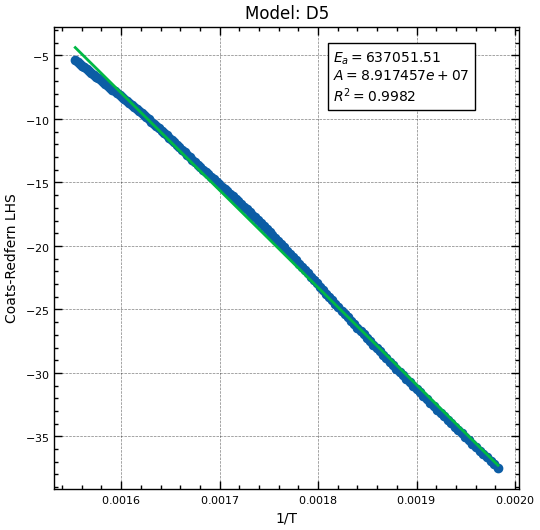 Model: D5
E_a = 637051.51
A = 8.917457e + 07
R² = 0.9982
Coats-Redfern LHS
−5
−10
−15
−20
−25
−30
−35
0.0016 0.0017 0.0018 0.0019 0.0020
1/T